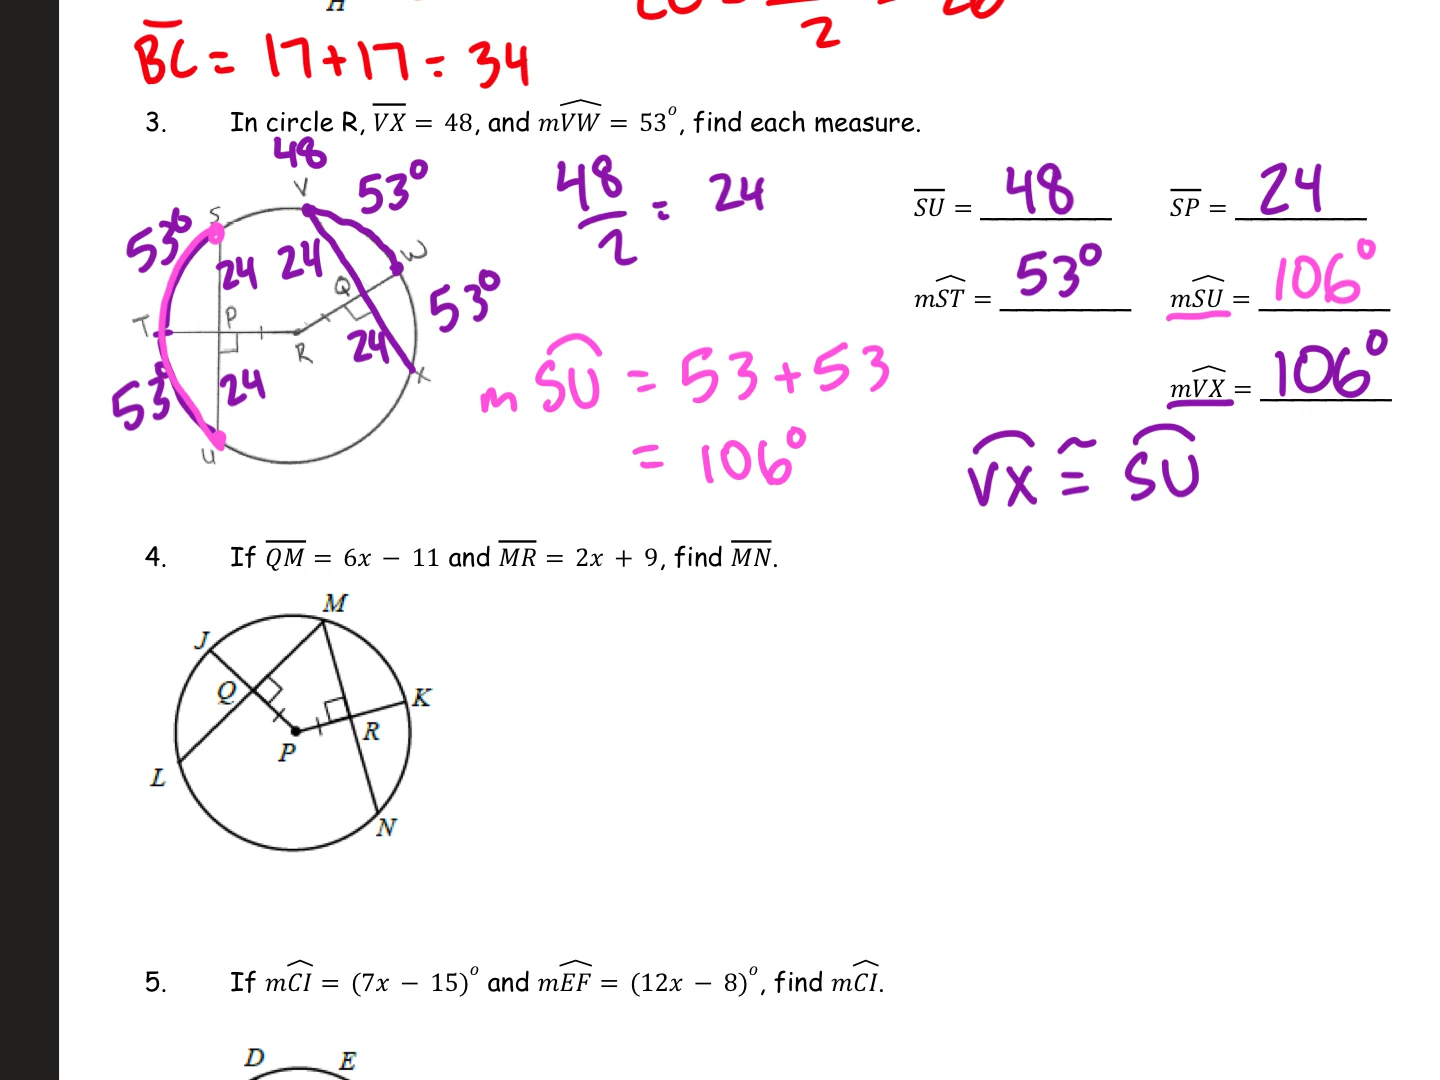 BC = 17+17 = 34
2
3. In circle R, VX = 48, and mVW = 53°, find each measure.
48
V
53°
48/2 = 24
SU = 48
SP = 24
S
53°
24
24
W
Q
53°
mST = 53°
mSU = 106°
T
P
R
24
X
53°
24
U
m SU = 53+53
= 106°
mVX = 106°
VX ≅ SU
4. If QM = 6x − 11 and MR = 2x + 9, find MN.
M
J
Q
K
P
R
L
N
5. If mCI = (7x − 15)° and mEF = (12x − 8)°, find mCI.
D E